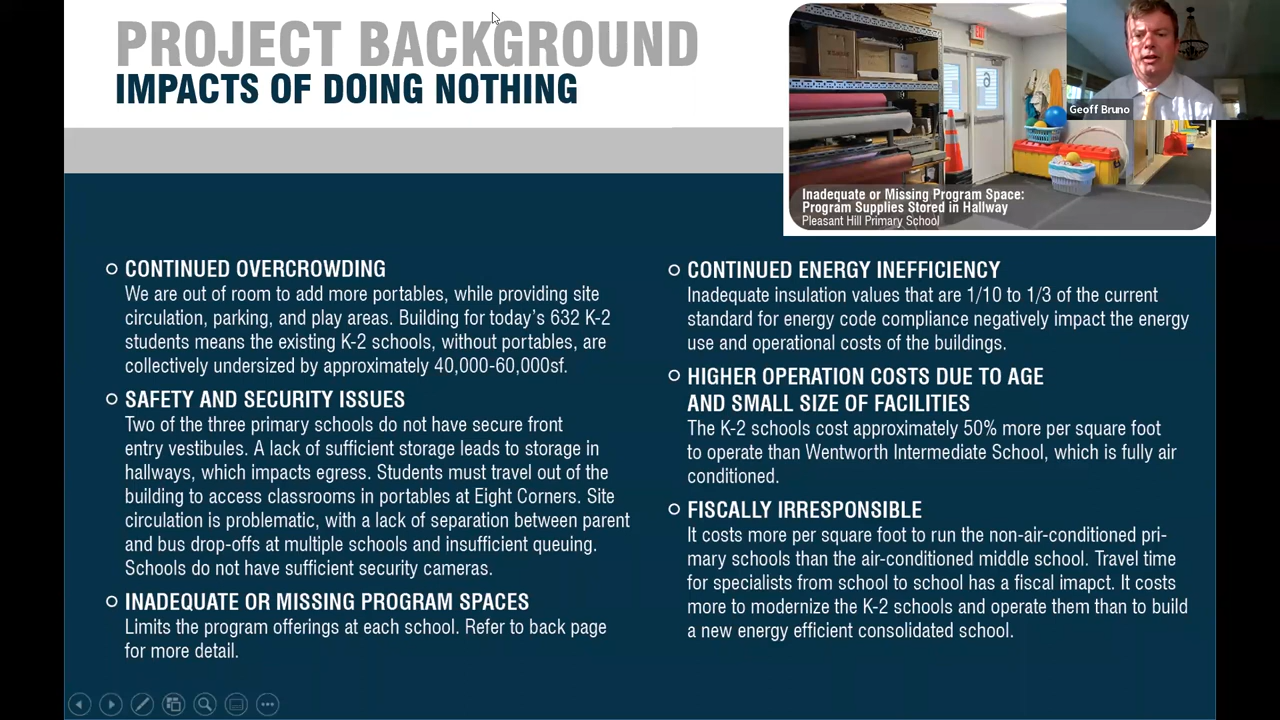 PROJECT BACKGROUND
IMPACTS OF DOING NOTHING
EXIT
6
Geoff Bruno
Inadequate or Missing Program Space:
Program Supplies Stored in Hallway
Pleasant Hill Primary School
CONTINUED OVERCROWDING
We are out of room to add more portables, while providing site
circulation, parking, and play areas. Building for today's 632 K-2
students means the existing K-2 schools, without portables, are
collectively undersized by approximately 40,000-60,000sf.
SAFETY AND SECURITY ISSUES
Two of the three primary schools do not have secure front
entry vestibules. A lack of sufficient storage leads to storage in
hallways, which impacts egress. Students must travel out of the
building to access classrooms in portables at Eight Corners. Site
circulation is problematic, with a lack of separation between parent
and bus drop-offs at multiple schools and insufficient queuing.
Schools do not have sufficient security cameras.
INADEQUATE OR MISSING PROGRAM SPACES
Limits the program offerings at each school. Refer to back page
for more detail.
CONTINUED ENERGY INEFFICIENCY
Inadequate insulation values that are 1/10 to 1/3 of the current
standard for energy code compliance negatively impact the energy
use and operational costs of the buildings.
HIGHER OPERATION COSTS DUE TO AGE
AND SMALL SIZE OF FACILITIES
The K-2 schools cost approximately 50% more per square foot
to operate than Wentworth Intermediate School, which is fully air
conditioned.
FISCALLY IRRESPONSIBLE
It costs more per square foot to run the non-air-conditioned pri-
mary schools than the air-conditioned middle school. Travel time
for specialists from school to school has a fiscal imapct. It costs
more to modernize the K-2 schools and operate them than to build
a new energy efficient consolidated school.